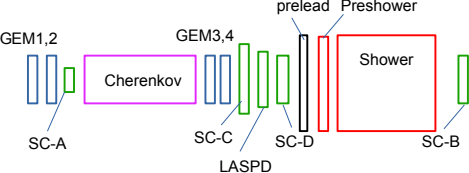 prelead Preshower
GEM1,2 GEM3,4
Cherenkov Shower
SC-A SC-C SC-D SC-B
LASPD